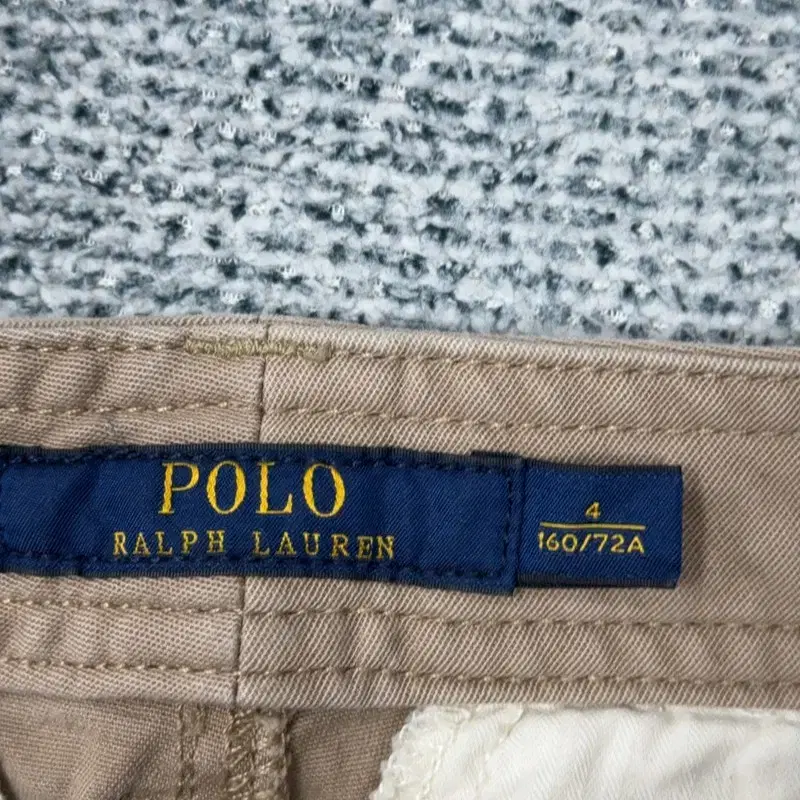 POLO
RALPH LAUREN
4
160/72A